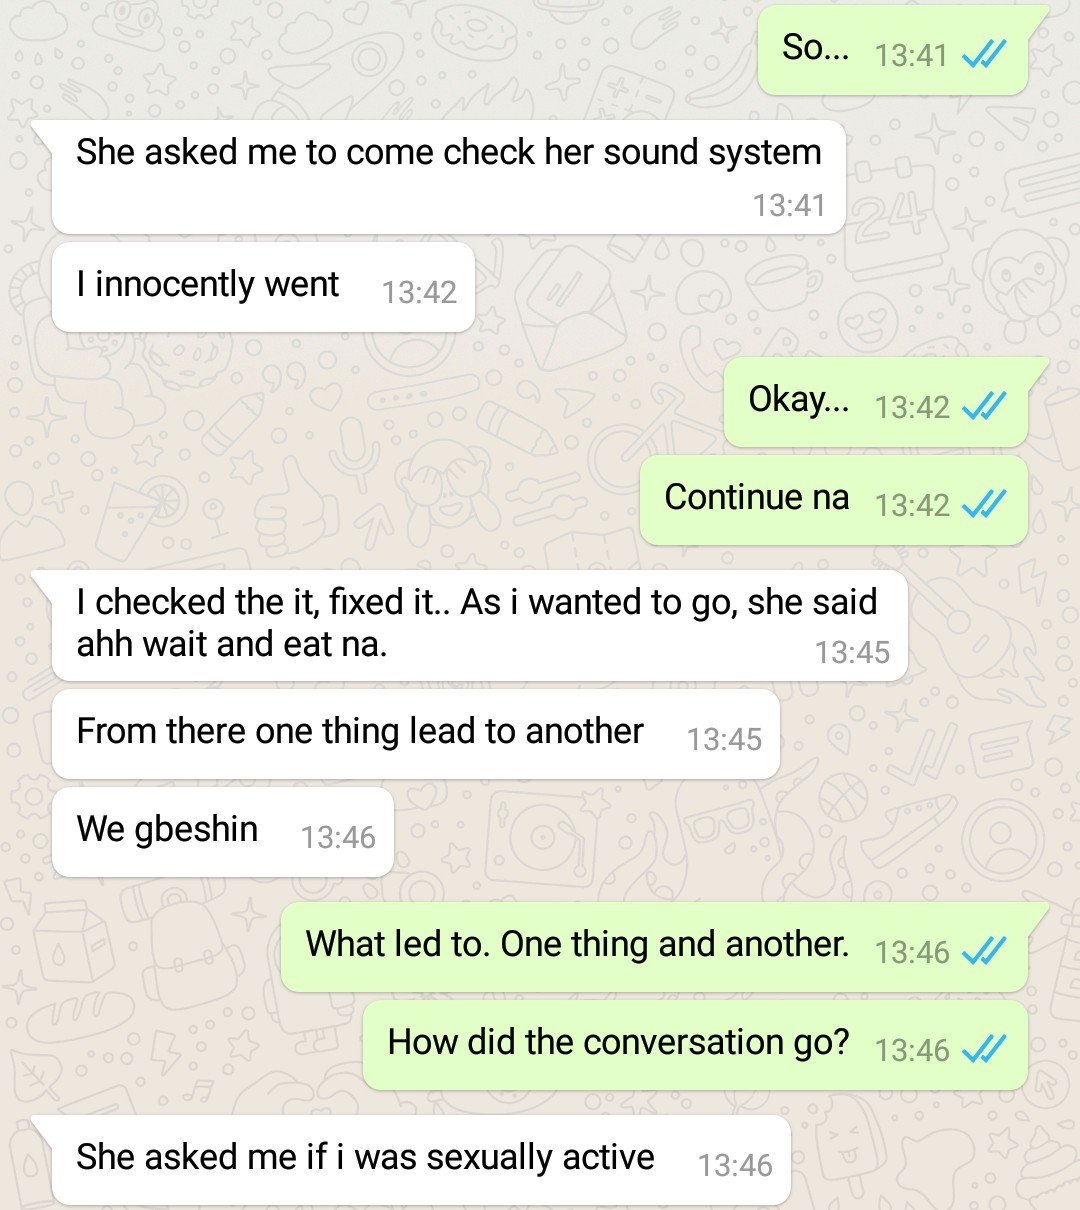 So... 13:41
She asked me to come check her sound system
13:41
I innocently went 13:42
Okay... 13:42
Continue na 13:42
I checked the it, fixed it.. As i wanted to go, she said
ahh wait and eat na. 13:45
From there one thing lead to another 13:45
We gbeshin 13:46
What led to. One thing and another. 13:46
How did the conversation go? 13:46
She asked me if i was sexually active 13:46